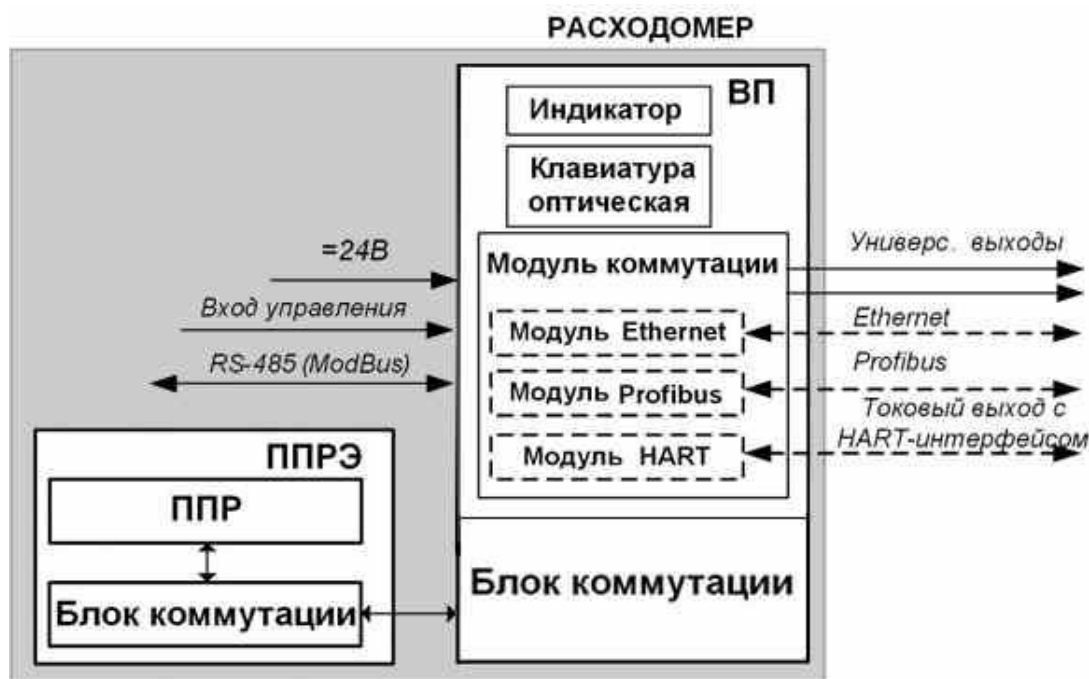 РАСХОДОМЕР
ВП
Индикатор
Клавиатура
оптическая
=24В
Вход управления
RS-485 (ModBus)
Модуль коммутации
Модуль Ethernet
Модуль Profibus
Модуль HART
Универс. выходы
Ethernet
Profibus
Токовый выход с
HART-интерфейсом
ППРЭ
ППР
Блок коммутации
Блок коммутации